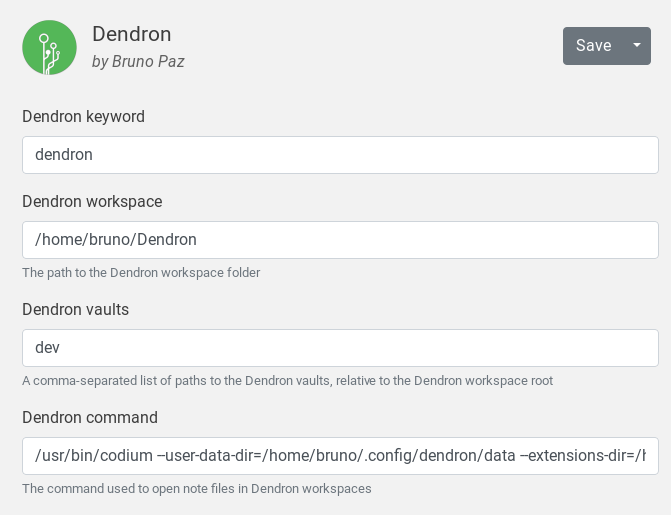 Dendron
by Bruno Paz
Save
Dendron keyword
dendron
Dendron workspace
/home/bruno/Dendron
The path to the Dendron workspace folder
Dendron vaults
dev
A comma-separated list of paths to the Dendron vaults, relative to the Dendron workspace root
Dendron command
/usr/bin/codium --user-data-dir=/home/bruno/.config/dendron/data --extensions-dir=/h
The command used to open note files in Dendron workspaces